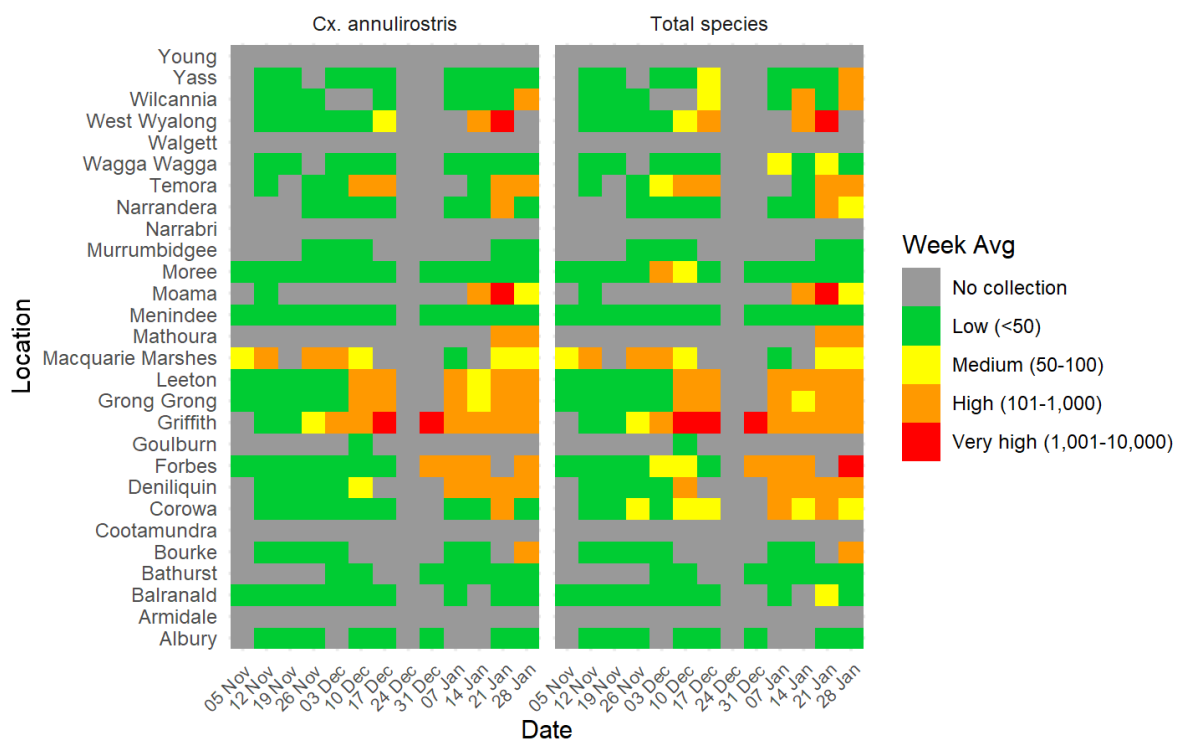 Cx. annulirostris
Total species
Young
Yass
Wilcannia
West Wyalong
Walgett
Wagga Wagga
Temora
Narrandera
Narrabri
Murrumbidgee
Moree
Moama
Menindee
Mathoura
Macquarie Marshes
Leeton
Grong Grong
Griffith
Goulburn
Forbes
Deniliquin
Corowa
Cootamundra
Bourke
Bathurst
Balranald
Armidale
Albury
Location
05 Nov
12 Nov
19 Nov
26 Nov
03 Dec
10 Dec
17 Dec
24 Dec
31 Dec
07 Jan
14 Jan
21 Jan
28 Jan
05 Nov
12 Nov
19 Nov
26 Nov
03 Dec
10 Dec
17 Dec
24 Dec
31 Dec
07 Jan
14 Jan
21 Jan
28 Jan
Date
Week Avg
No collection
Low (<50)
Medium (50-100)
High (101-1,000)
Very high (1,001-10,000)